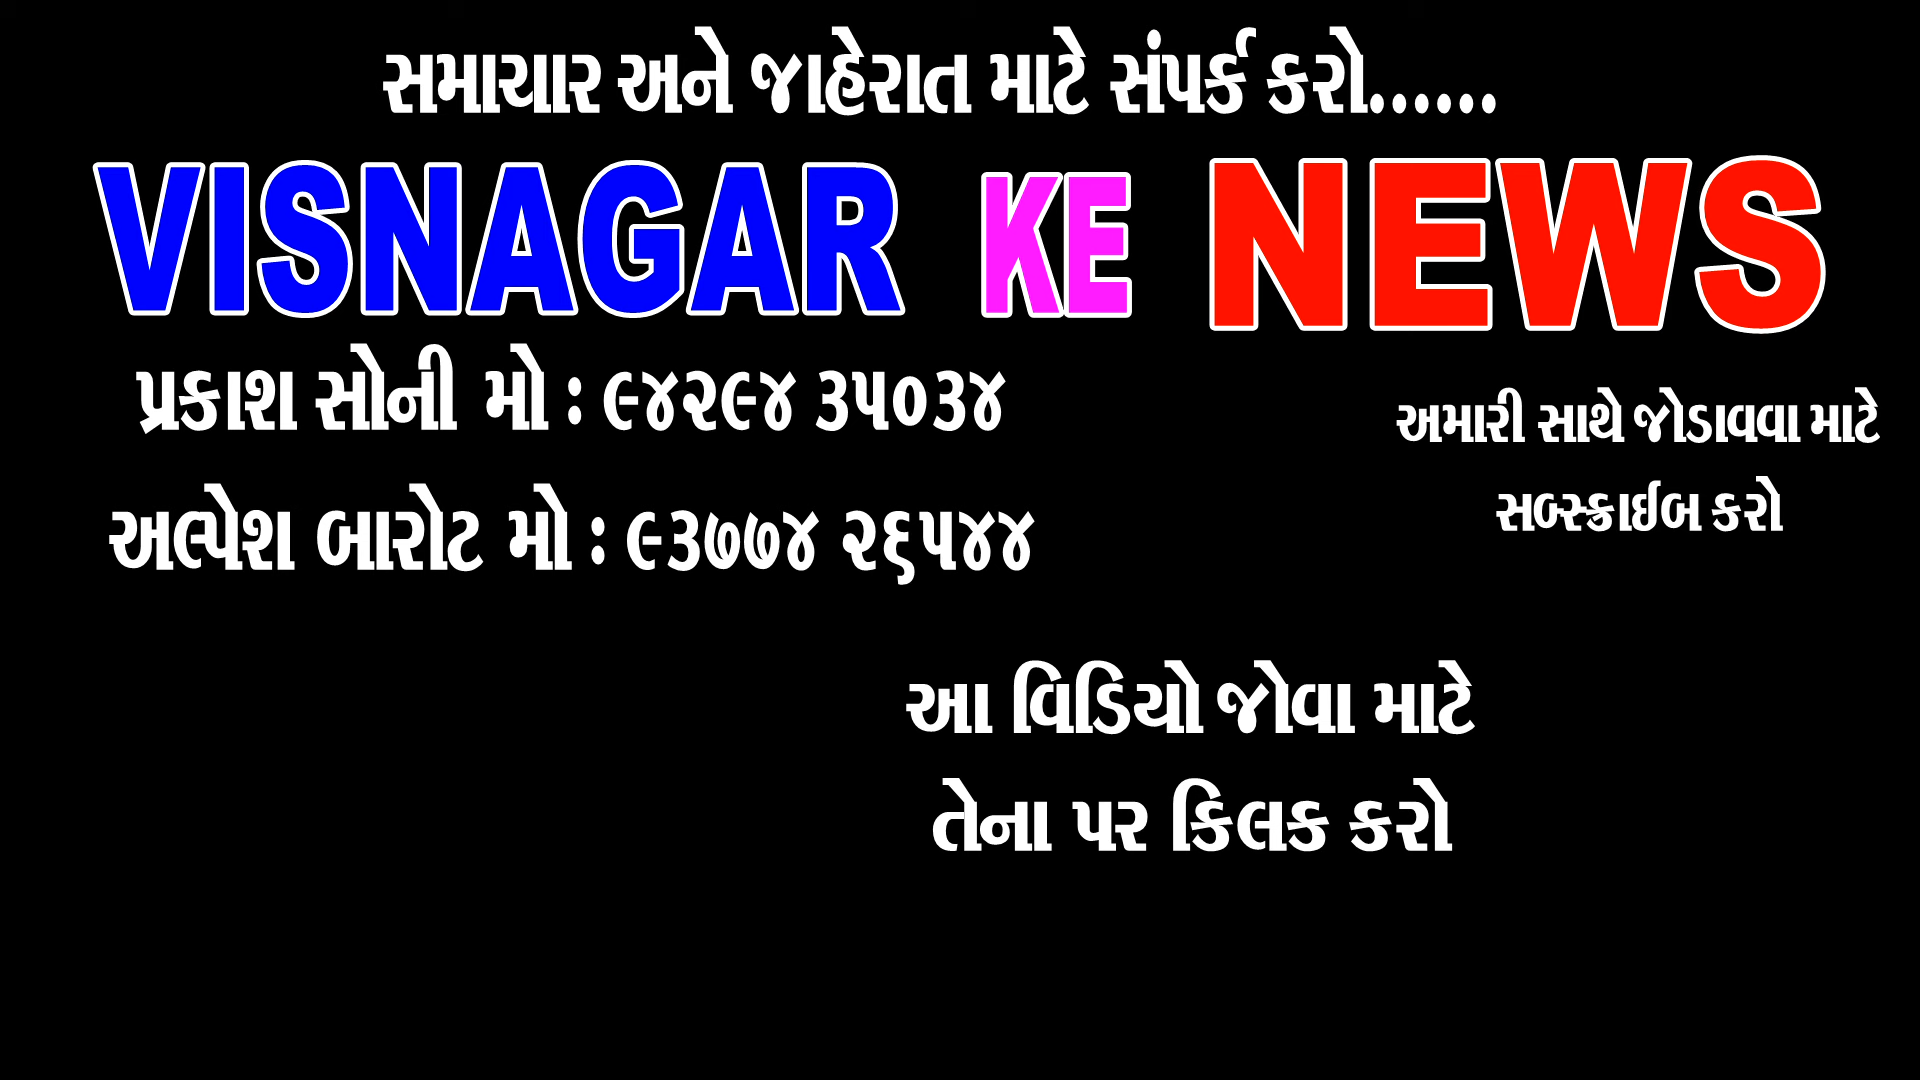 સમાચાર અને જાહેરાત માટે સંપર્ક કરો......
VISNAGAR KE NEWS
પ્રકાશ સોની મો : ૯૪૨૯૪ ૩૫૦૩૪
અલ્પેશ બારોટ મો : ૯૩૭૭૪ ૨૬૫૪૪
અમારી સાથે જોડાવવા માટે
સબ્સ્ક્રાઈબ કરો
આ વિડિયો જોવા માટે
તેના પર કિલક કરો